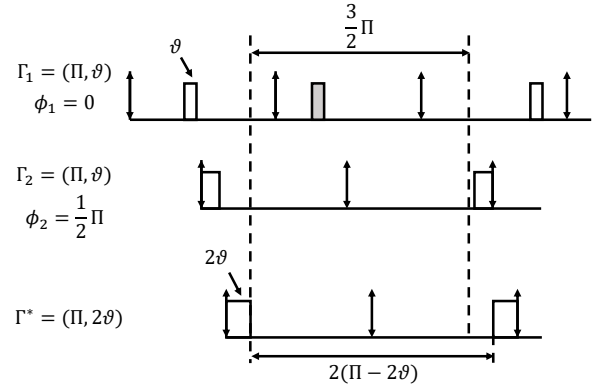 3/2 Π
ϑ
Γ₁ = (Π, ϑ)
ϕ₁ = 0
Γ₂ = (Π, ϑ)
ϕ₂ = 1/2 Π
2ϑ
Γ* = (Π, 2ϑ)
2(Π − 2ϑ)